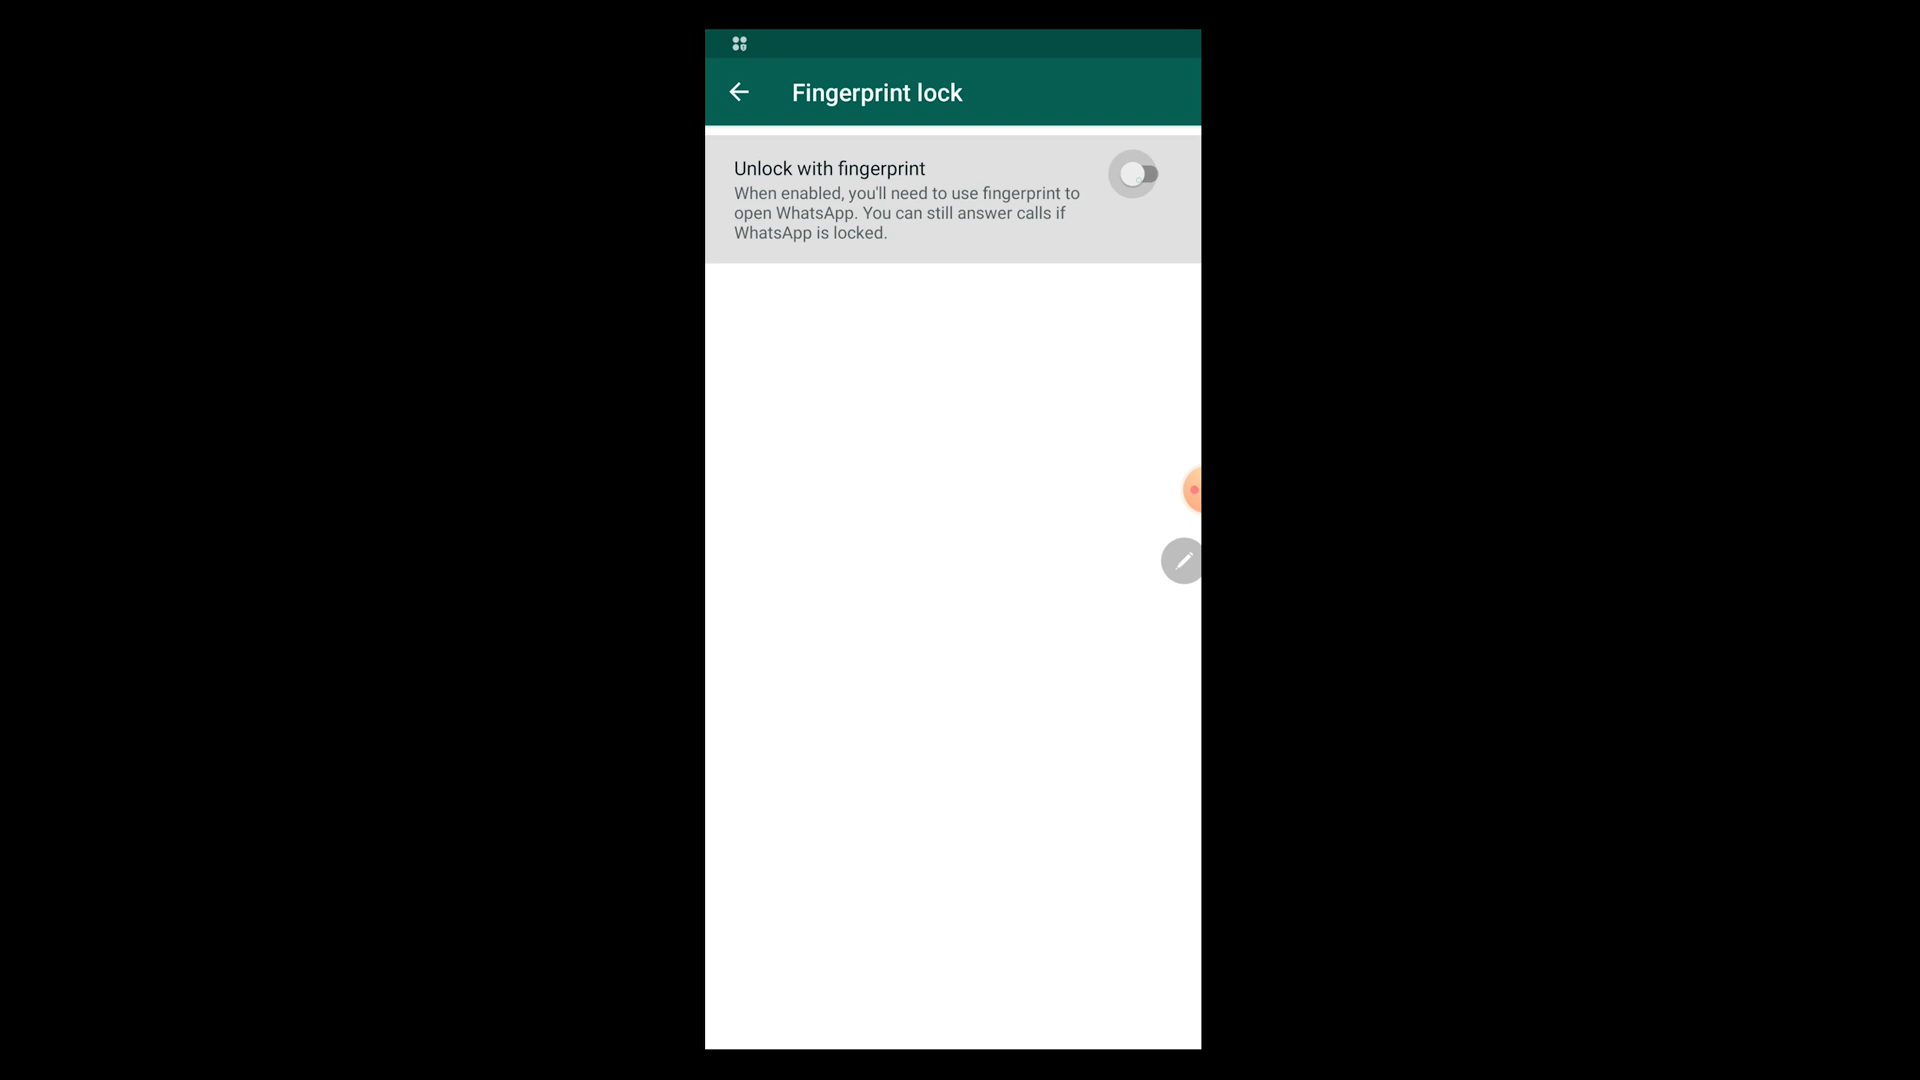 Fingerprint lock
Unlock with fingerprint
When enabled, you'll need to use fingerprint to
open WhatsApp. You can still answer calls if
WhatsApp is locked.